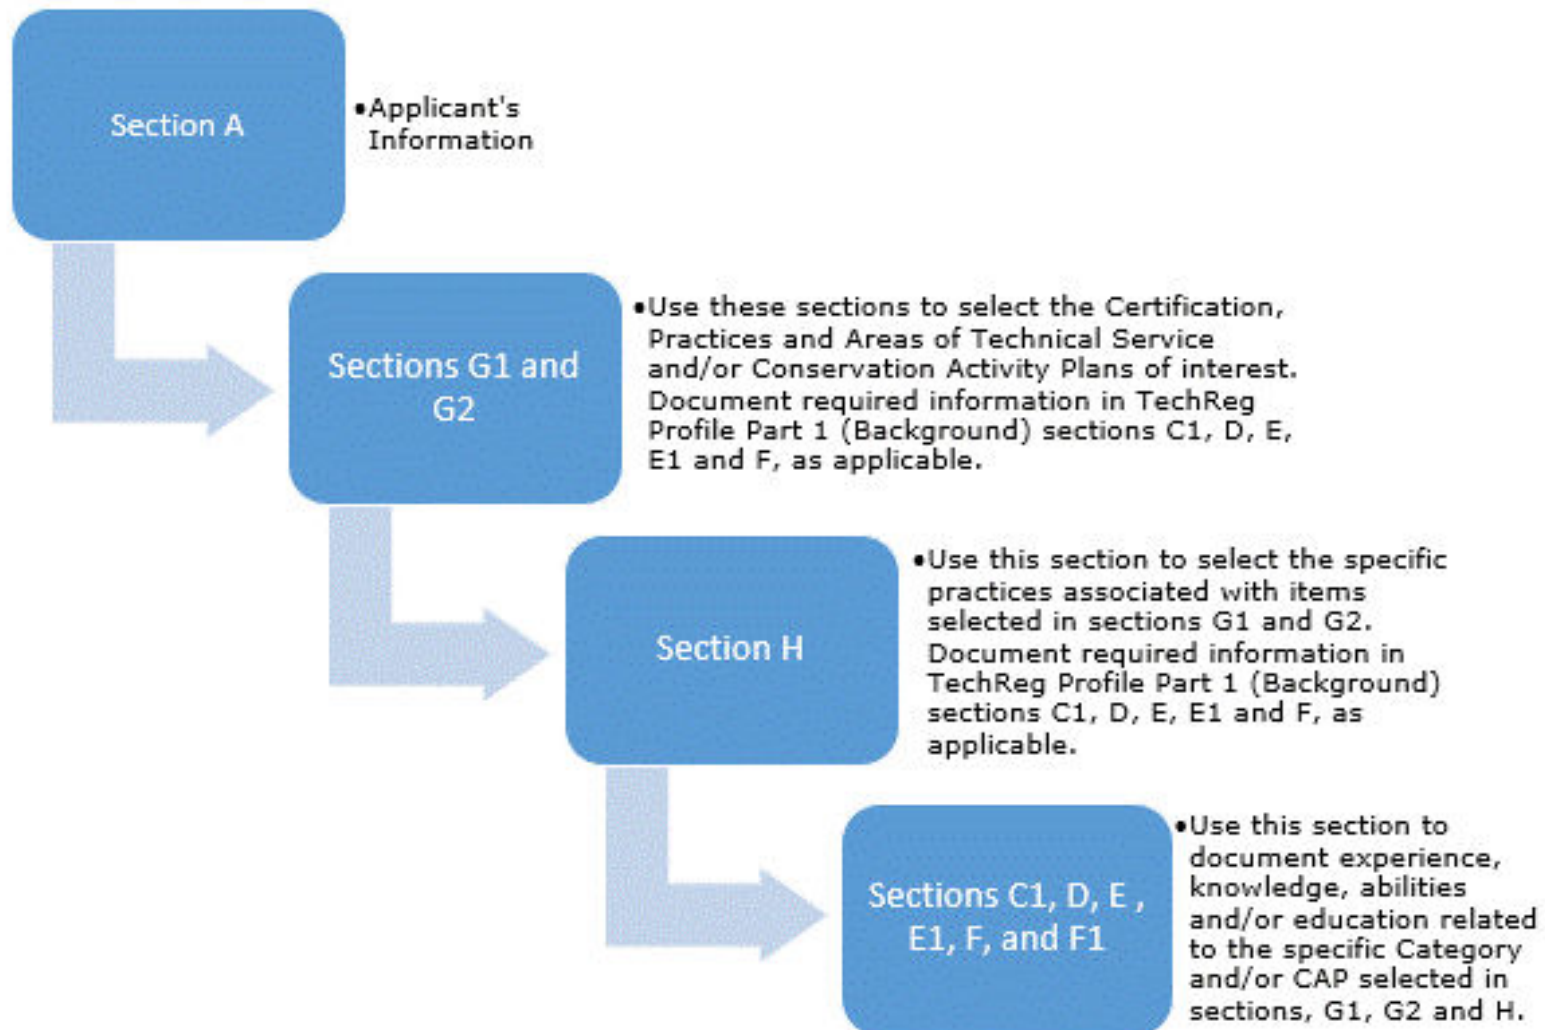 Section A
•Applicant's
Information
Sections G1 and
G2
•Use these sections to select the Certification,
Practices and Areas of Technical Service
and/or Conservation Activity Plans of interest.
Document required information in TechReg
Profile Part 1 (Background) sections C1, D, E,
E1 and F, as applicable.
Section H
•Use this section to select the specific
practices associated with items
selected in sections G1 and G2.
Document required information in
TechReg Profile Part 1 (Background)
sections C1, D, E, E1 and F, as
applicable.
Sections C1, D, E ,
E1, F, and F1
•Use this section to
document experience,
knowledge, abilities
and/or education related
to the specific Category
and/or CAP selected in
sections, G1, G2 and H.